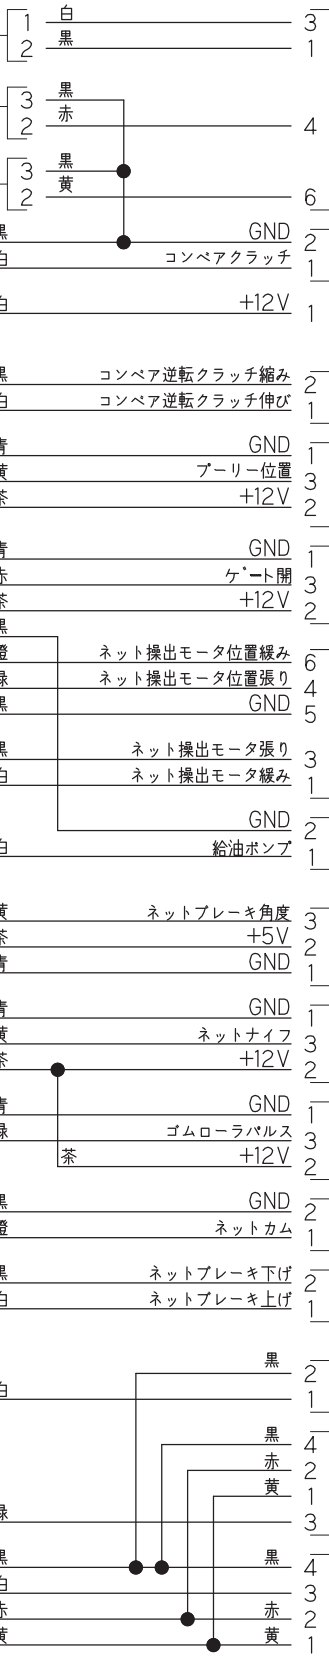 1 白 3
2 黒 1
3 黒
2 赤 4
3 黒
2 黄 6
黒 GND 2
白 コンベアクラッチ 1
白 +12V 1
黒 コンベア逆転クラッチ縮み 2
白 コンベア逆転クラッチ伸び 1
青 GND 1
黄 プーリー位置 3
茶 +12V 2
青 GND 1
赤 ゲート開 3
茶 +12V 2
黒
橙 ネット操出モータ位置緩み 6
緑 ネット操出モータ位置張り 4
黒 GND 5
黒 ネット操出モータ張り 3
白 ネット操出モータ緩み 1
GND 2
白 給油ポンプ 1
黄 ネットブレーキ角度 3
茶 +5V 2
青 GND 1
青 GND 1
黄 ネットナイフ 3
茶 +12V 2
青 GND 1
緑 ゴムローラパルス 3
茶 +12V 2
黒 GND 2
橙 ネットカム 1
黒 ネットブレーキ下げ 2
白 ネットブレーキ上げ 1
黒 2
白 1
黒 4
赤 2
黄 1
緑 3
黒 黒 4
白 3
赤 赤 2
黄 黄 1